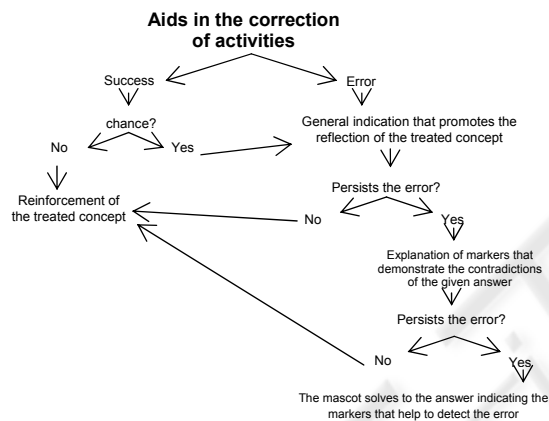 Aids in the correction
of activities
Success
Error
chance?
General indication that promotes the
reflection of the treated concept
No
Yes
Persists the error?
Reinforcement of
the treated concept
No
Yes
Explanation of markers that
demonstrate the contradictions
of the given answer
Persists the error?
No
Yes
The mascot solves to the answer indicating the
markers that help to detect the error